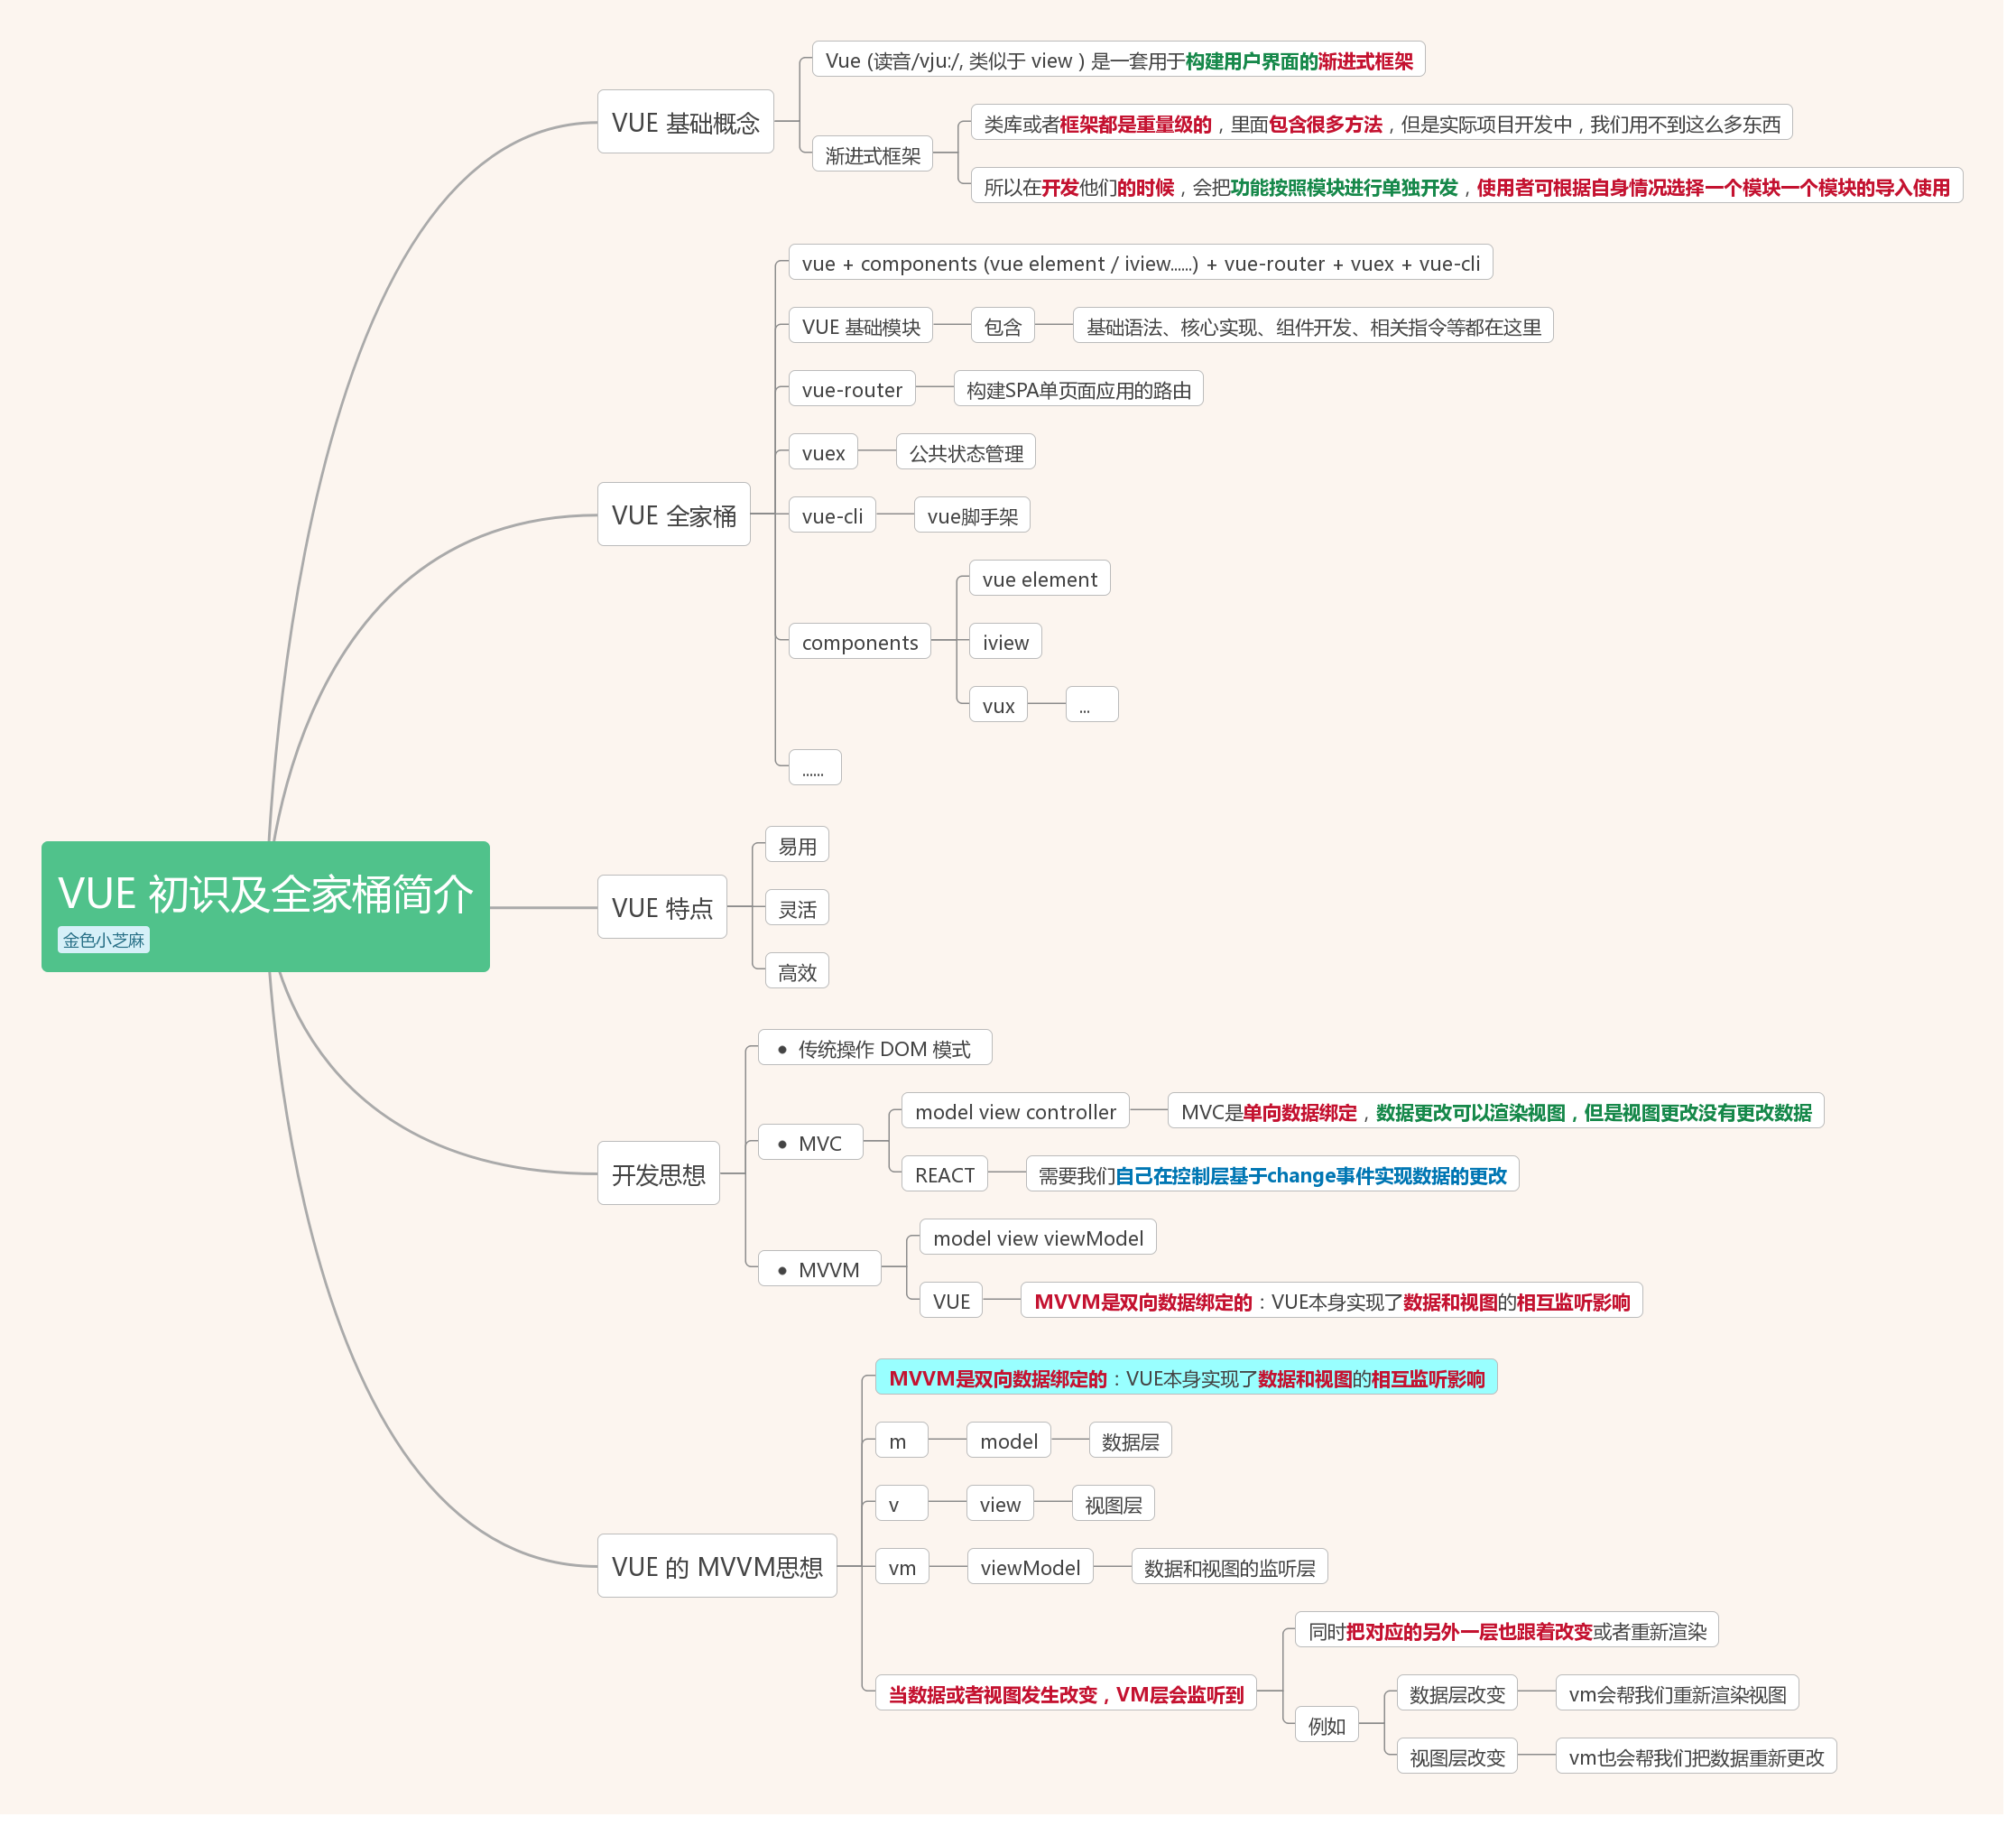 VUE 初识及全家桶简介
金色小芝麻
VUE 基础概念
Vue (读音/vju:/, 类似于 view ) 是一套用于构建用户界面的渐进式框架
渐进式框架
类库或者框架都是重量级的，里面包含很多方法，但是实际项目开发中，我们用不到这么多东西
所以在开发他们的时候，会把功能按照模块进行单独开发，使用者可根据自身情况选择一个模块一个模块的导入使用
VUE 全家桶
vue + components (vue element / iview......) + vue-router + vuex + vue-cli
VUE 基础模块
包含
基础语法、核心实现、组件开发、相关指令等都在这里
vue-router
构建SPA单页面应用的路由
vuex
公共状态管理
vue-cli
vue脚手架
components
vue element
iview
vux
...
......
VUE 特点
易用
灵活
高效
开发思想
• 传统操作 DOM 模式
• MVC
model view controller
MVC是单向数据绑定，数据更改可以渲染视图，但是视图更改没有更改数据
REACT
需要我们自己在控制层基于change事件实现数据的更改
• MVVM
model view viewModel
VUE
MVVM是双向数据绑定的：VUE本身实现了数据和视图的相互监听影响
VUE 的 MVVM思想
MVVM是双向数据绑定的：VUE本身实现了数据和视图的相互监听影响
m
model
数据层
v
view
视图层
vm
viewModel
数据和视图的监听层
当数据或者视图发生改变，VM层会监听到
同时把对应的另外一层也跟着改变或者重新渲染
例如
数据层改变
vm会帮我们重新渲染视图
视图层改变
vm也会帮我们把数据重新更改